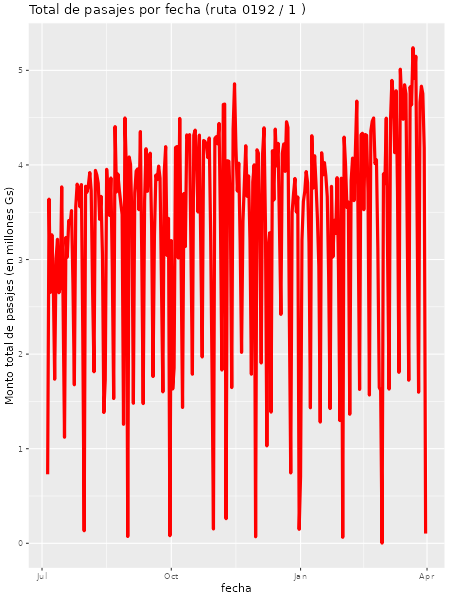 Total de pasajes por fecha (ruta 0192 / 1 )
Monto total de pasajes (en millones Gs)
5
4
3
2
1
0
Jul
Oct
Jan
Apr
fecha